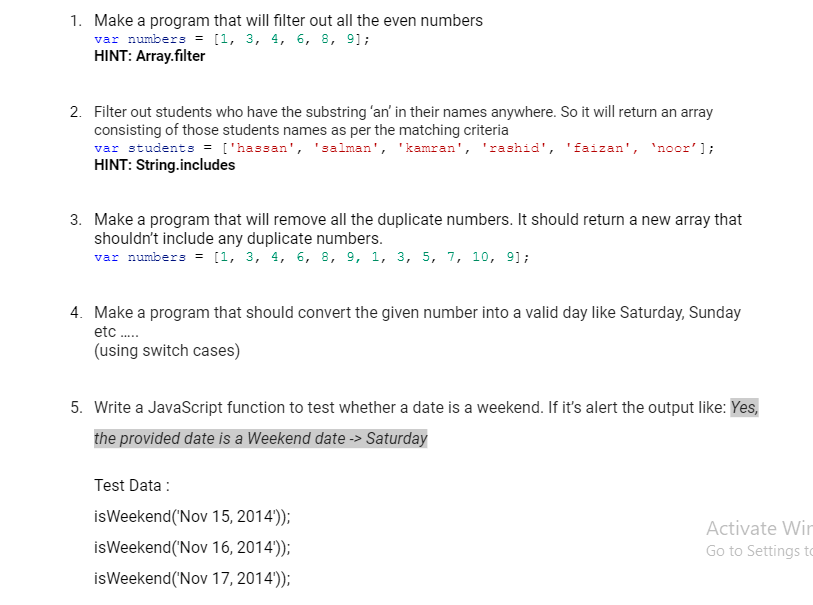 1. Make a program that will filter out all the even numbers
var numbers = [1, 3, 4, 6, 8, 9];
HINT: Array.filter
2. Filter out students who have the substring ‘an’ in their names anywhere. So it will return an array
consisting of those students names as per the matching criteria
var students = ['hassan', 'salman', 'kamran', 'rashid', 'faizan', ‘noor’];
HINT: String.includes
3. Make a program that will remove all the duplicate numbers. It should return a new array that
shouldn’t include any duplicate numbers.
var numbers = [1, 3, 4, 6, 8, 9, 1, 3, 5, 7, 10, 9];
4. Make a program that should convert the given number into a valid day like Saturday, Sunday
etc .....
(using switch cases)
5. Write a JavaScript function to test whether a date is a weekend. If it’s alert the output like: Yes,
the provided date is a Weekend date -> Saturday
Test Data :
isWeekend('Nov 15, 2014'));
isWeekend('Nov 16, 2014'));
isWeekend('Nov 17, 2014'));
Activate Wir
Go to Settings to